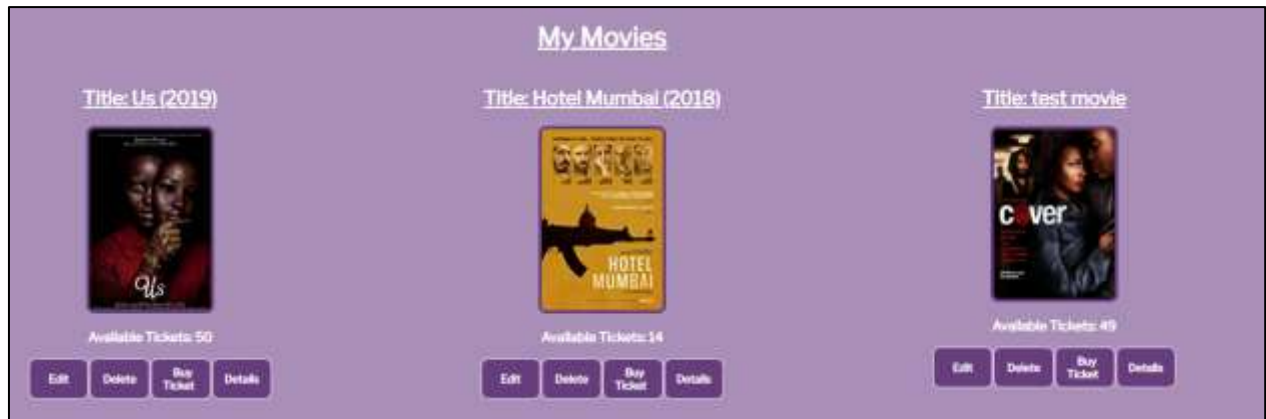 My Movies
Title: Us (2019)
Us
Available Tickets: 50
Edit
Delete
Buy
Ticket
Details
Title: Hotel Mumbai (2018)
HOTEL
MUMBAI
Available Tickets: 14
Edit
Delete
Buy
Ticket
Details
Title: test movie
cover
Available Tickets: 49
Edit
Delete
Buy
Ticket
Details